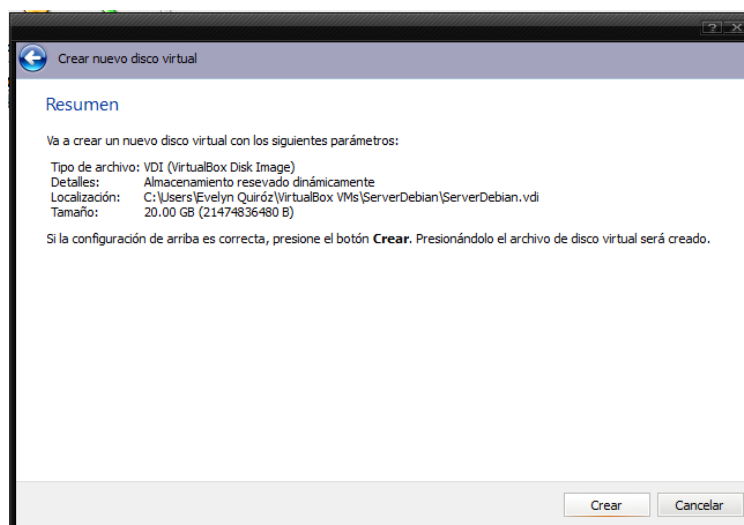 Crear nuevo disco virtual
Resumen
Va a crear un nuevo disco virtual con los siguientes parámetros:
Tipo de archivo: VDI (VirtualBox Disk Image)
Detalles: Almacenamiento resevado dinámicamente
Localización: C:\Users\Evelyn Quiróz\VirtualBox VMs\ServerDebian\ServerDebian.vdi
Tamaño: 20.00 GB (21474836480 B)
Si la configuración de arriba es correcta, presione el botón Crear. Presionándolo el archivo de disco virtual será creado.
Crear Cancelar